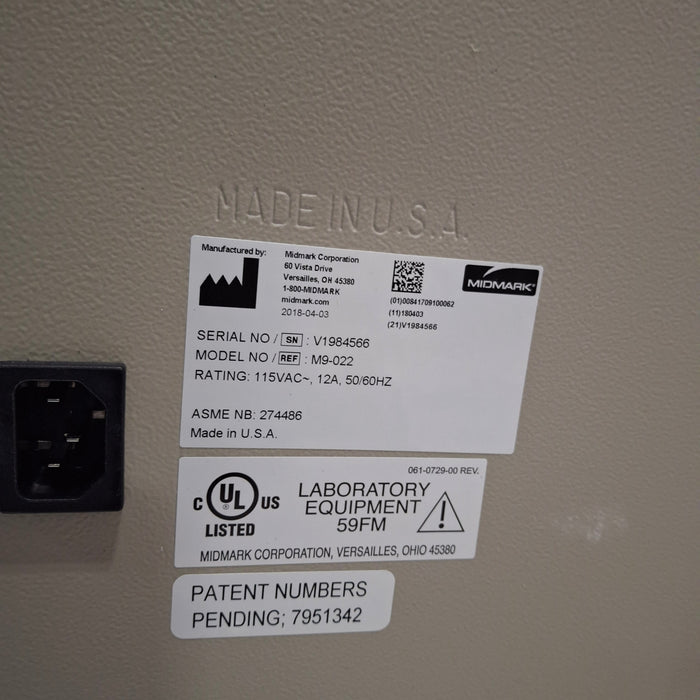 MADE IN U.S.A.
Manufactured by:
Midmark Corporation
60 Vista Drive
Versailles, OH 45380
1-800-MIDMARK
midmark.com
2018-04-03
(01)00841709100062
(11)180403
(21)V1984566
MIDMARK®
SERIAL NO / SN : V1984566
MODEL NO / REF : M9-022
RATING: 115VAC~, 12A, 50/60HZ
ASME NB: 274486
Made in U.S.A.
061-0729-00 REV.
C UL ® US
LISTED
LABORATORY
EQUIPMENT
59FM
MIDMARK CORPORATION, VERSAILLES, OHIO 45380
PATENT NUMBERS
PENDING; 7951342